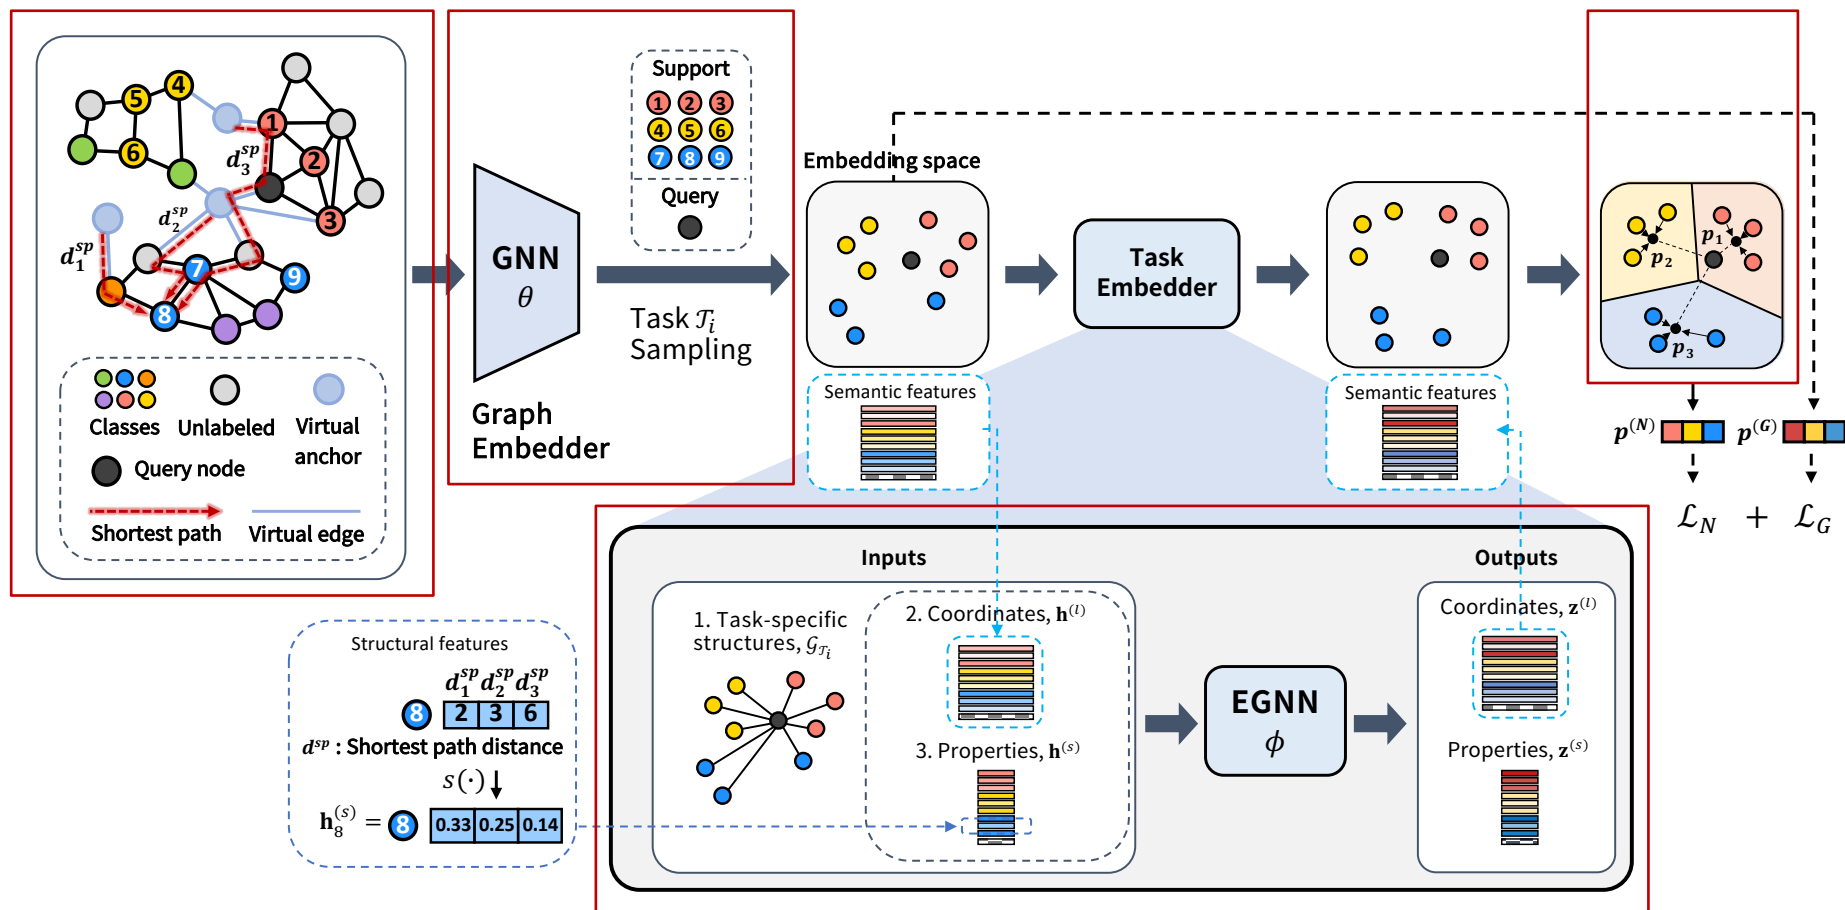 4
5
6
1
2
3
d_3^{sp}
d_2^{sp}
d_1^{sp}
7
8
9
Classes
Unlabeled
Virtual
anchor
Query node
Shortest path
Virtual edge
GNN
θ
Graph
Embedder
Support
1 2 3
4 5 6
7 8 9
Query
Task 𝒯_i
Sampling
Embedding space
Semantic features
Task
Embedder
Semantic features
p_1
p_2
p_3
p^{(N)}
p^{(G)}
ℒ_N + ℒ_G
Structural features
d_1^{sp} d_2^{sp} d_3^{sp}
8 2 3 6
d^{sp} : Shortest path distance
s(·)
h_8^{(s)} = 8 0.33 0.25 0.14
Inputs
1. Task-specific
structures, 𝒢_{𝒯_i}
2. Coordinates, h^{(l)}
3. Properties, h^{(s)}
EGNN
ϕ
Outputs
Coordinates, z^{(l)}
Properties, z^{(s)}